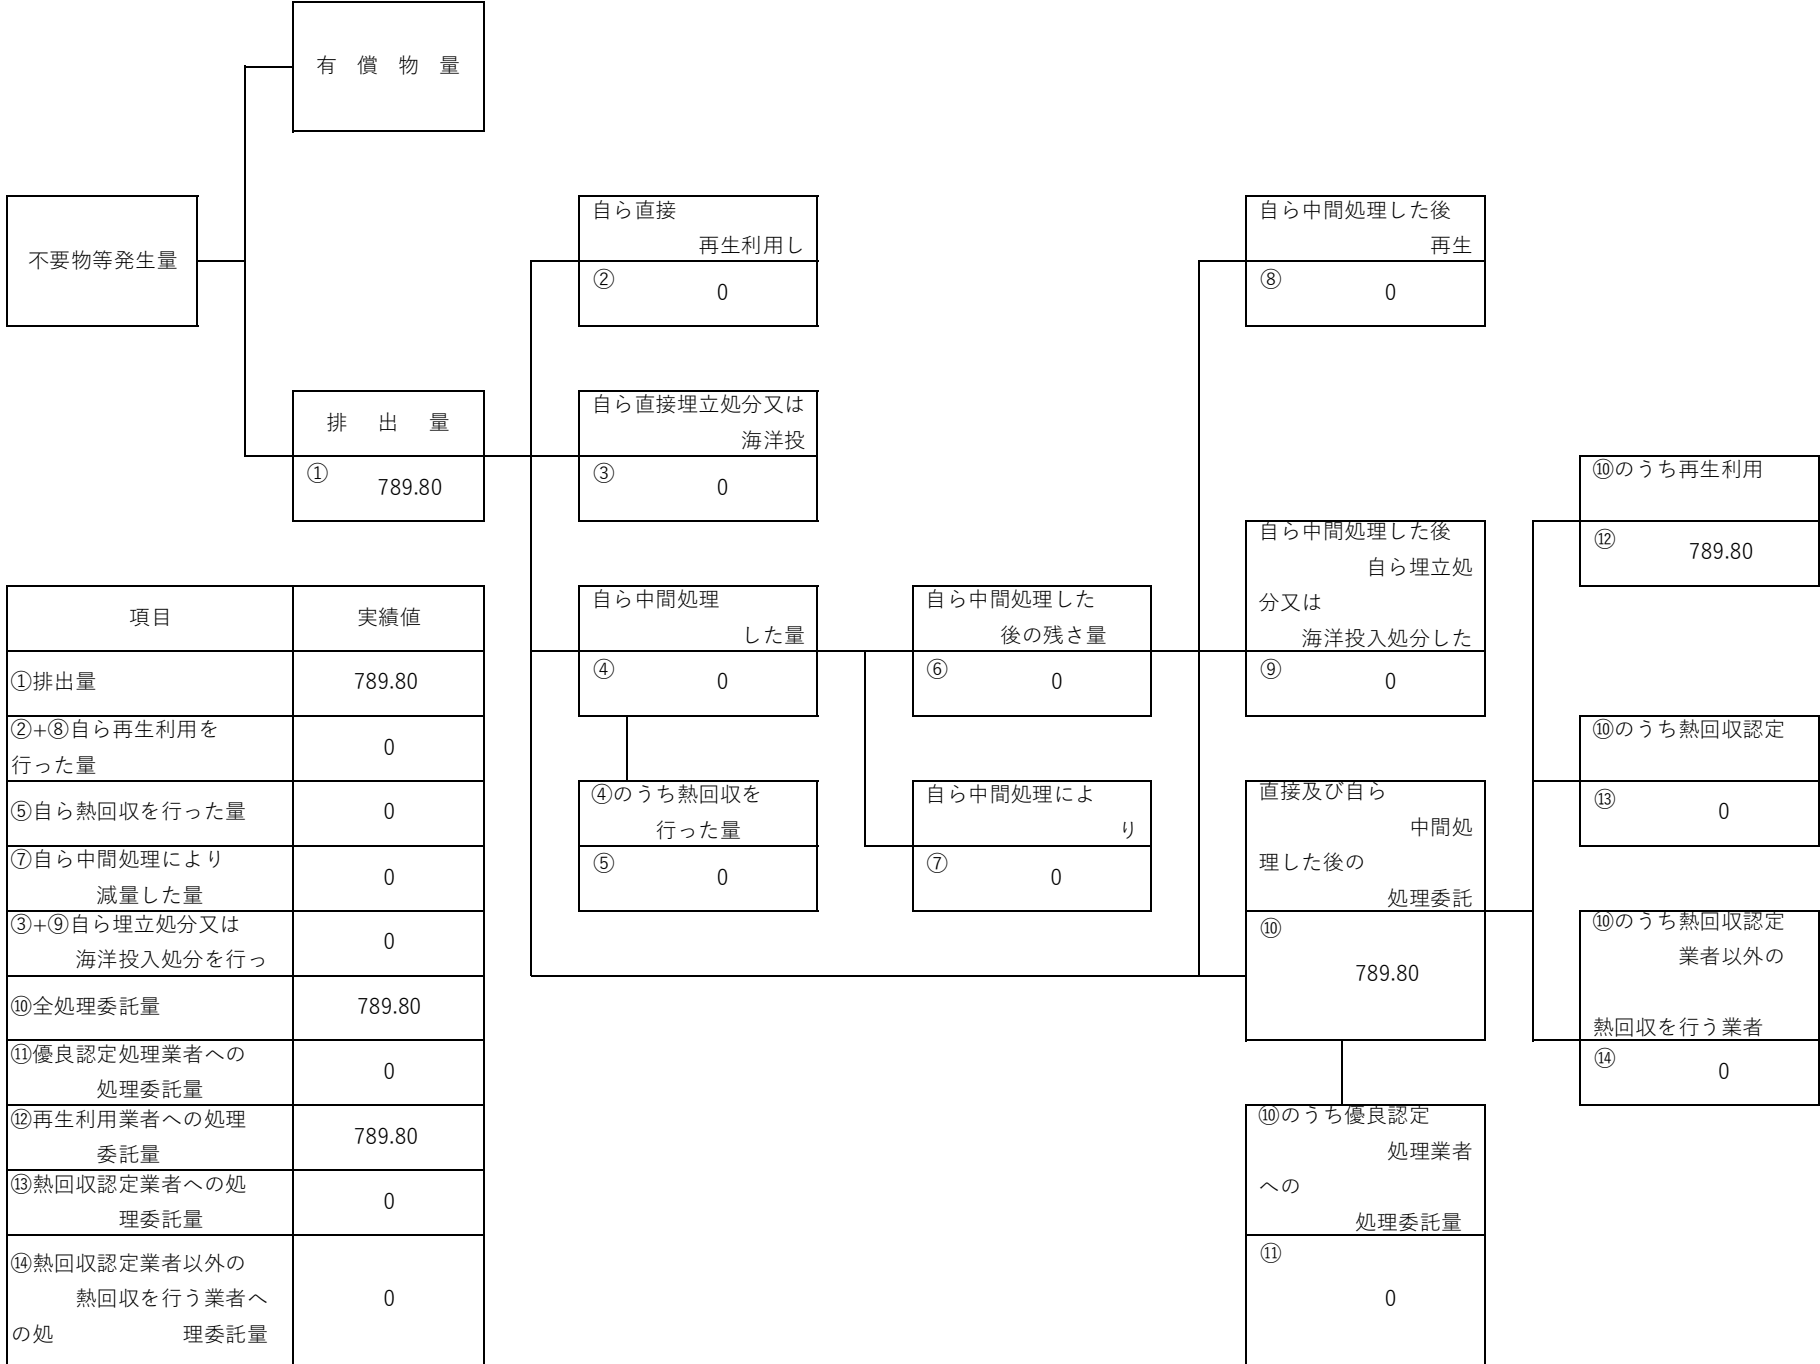 有 償 物 量
不要物等発生量
自ら直接
再生利用し
②
0
自ら中間処理した後
再生
⑧
0
排 出 量
①
789.80
自ら直接埋立処分又は
海洋投
③
0
⑩のうち再生利用
⑫
789.80
自ら中間処理
した量
④
0
自ら中間処理した
後の残さ量
⑥
0
自ら中間処理した後
自ら埋立処
分又は
海洋投入処分した
⑨
0
④のうち熱回収を
行った量
⑤
0
自ら中間処理によ
り
⑦
0
直接及び自ら
中間処
理した後の
処理委託
⑩
789.80
⑩のうち熱回収認定
⑬
0
⑩のうち熱回収認定
業者以外の
熱回収を行う業者
⑭
0
⑩のうち優良認定
処理業者
への
処理委託量
⑪
0
項目 実績値
①排出量 789.80
②+⑧自ら再生利用を
行った量
0
⑤自ら熱回収を行った量 0
⑦自ら中間処理により
減量した量
0
③+⑨自ら埋立処分又は
海洋投入処分を行っ
0
⑩全処理委託量 789.80
⑪優良認定処理業者への
処理委託量
0
⑫再生利用業者への処理
委託量
789.80
⑬熱回収認定業者への処
理委託量
0
⑭熱回収認定業者以外の
熱回収を行う業者へ
の処 理委託量
0